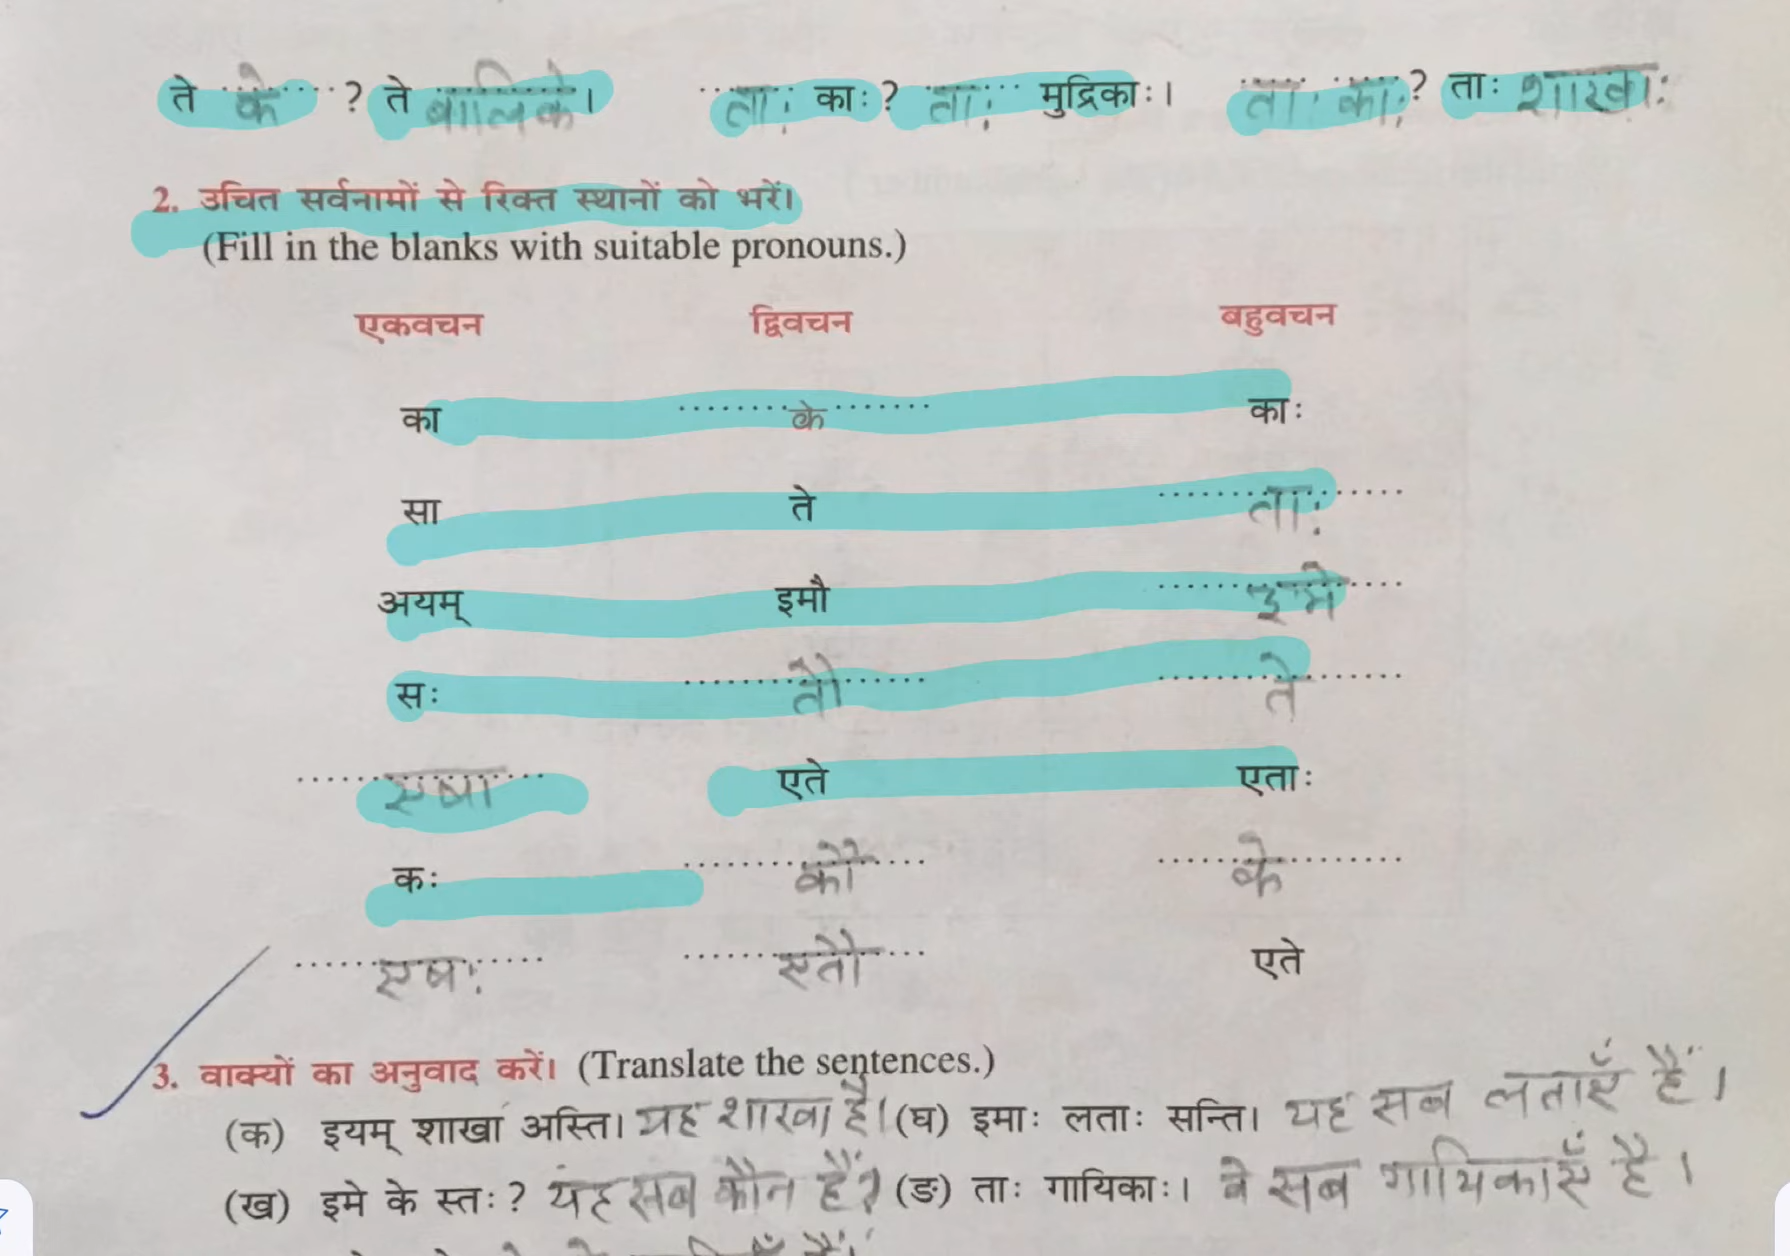 ते के ? ते बालिके । ताः काः ? ताः मुद्रिकाः । ताः काः ? ताः शाखाः
2. उचित सर्वनामों से रिक्त स्थानों को भरें।
(Fill in the blanks with suitable pronouns.)
एकवचन द्विवचन बहुवचन
का के काः
सा ते ताः
अयम् इमौ इमे
सः तौ ते
एषा एते एताः
कः कौ के
एषः एतौ एते
3. वाक्यों का अनुवाद करें। (Translate the sentences.)
(क) इयम् शाखा अस्ति। यह शाखा है। (घ) इमाः लताः सन्ति। यह सब लताएँ हैं।
(ख) इमे के स्तः ? यह सब कौन हैं? (ङ) ताः गायिकाः। वे सब गायिकाएँ है।